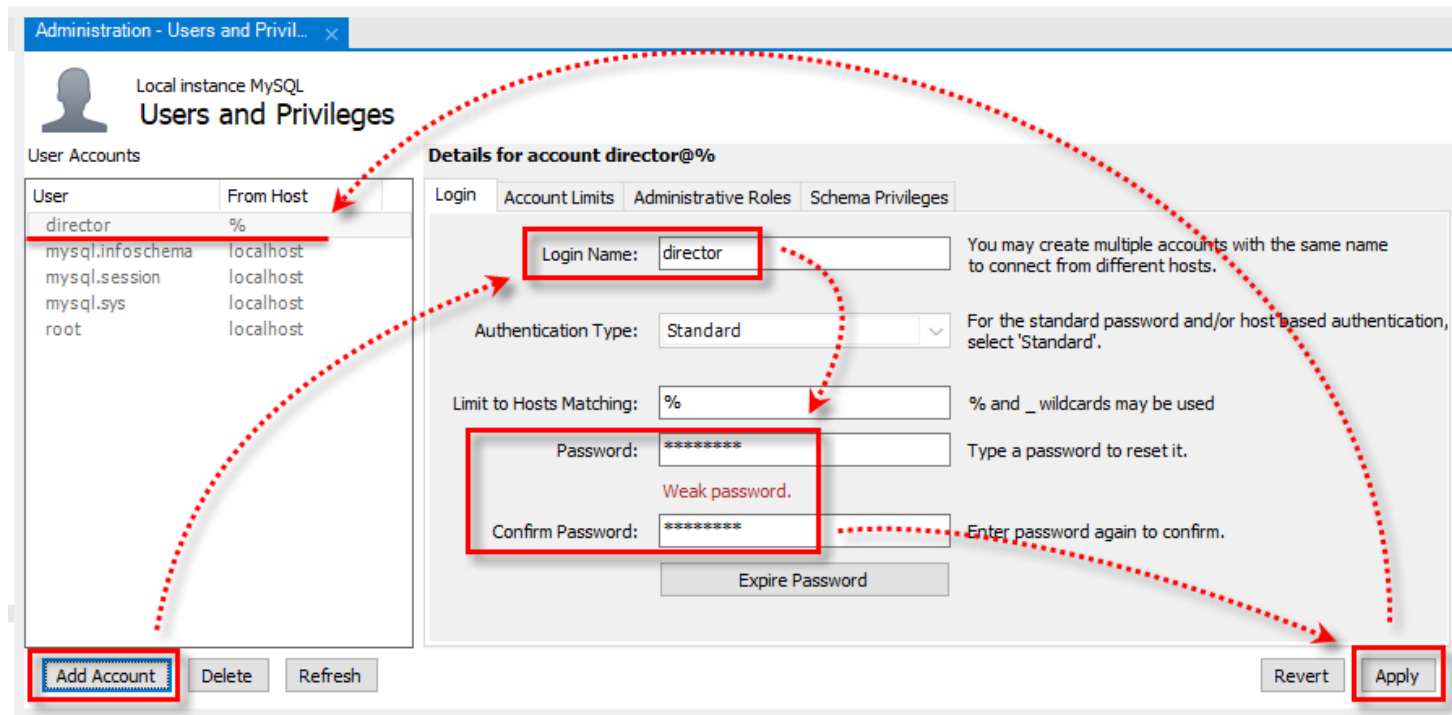 Administration - Users and Privil...
Local instance MySQL
Users and Privileges
User Accounts
User From Host
director %
mysql.infoschema localhost
mysql.session localhost
mysql.sys localhost
root localhost
Add Account Delete Refresh
Details for account director@%
Login Account Limits Administrative Roles Schema Privileges
Login Name: director
You may create multiple accounts with the same name
to connect from different hosts.
Authentication Type: Standard
For the standard password and/or host based authentication,
select 'Standard'.
Limit to Hosts Matching: % % and _ wildcards may be used
Password: ******** Type a password to reset it.
Weak password.
Confirm Password: ******** Enter password again to confirm.
Expire Password
Revert Apply